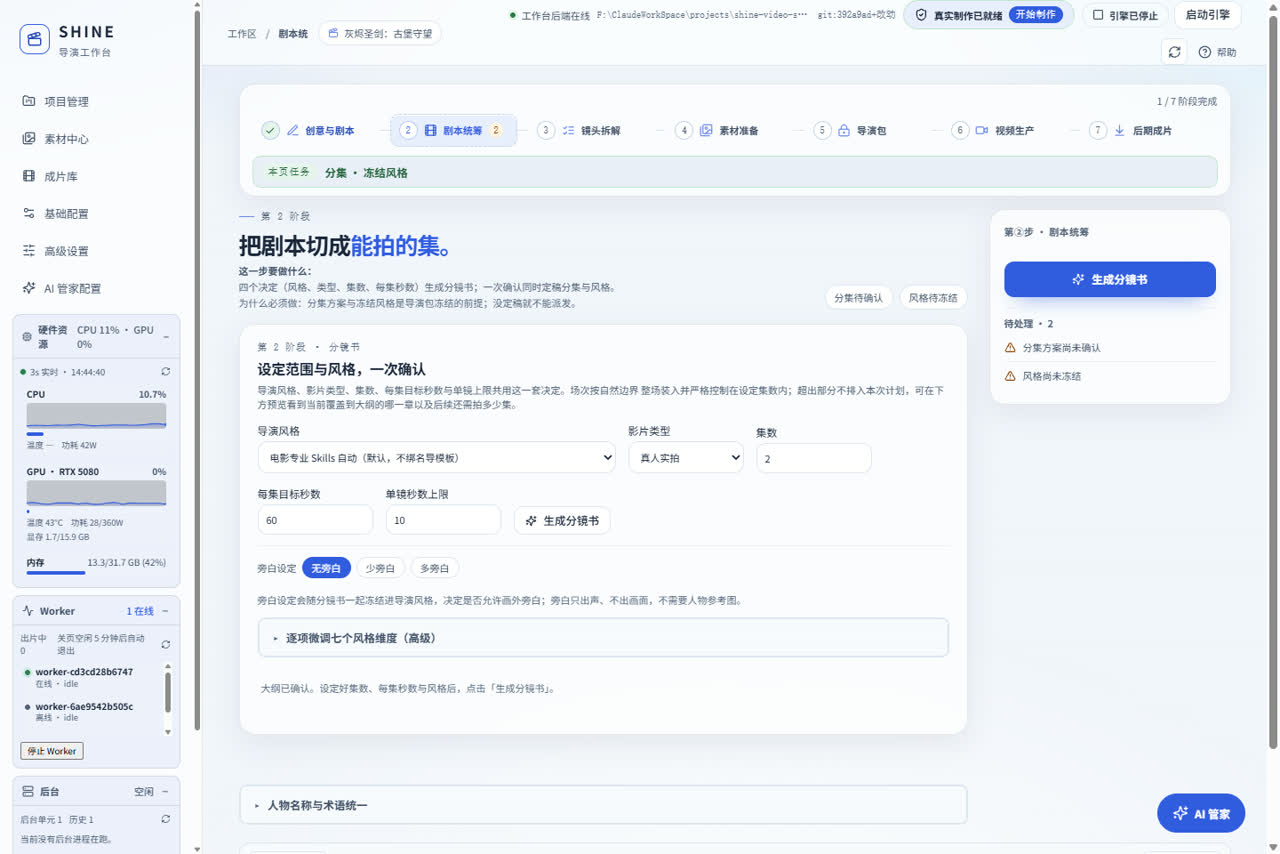 SHINE
导演工作台
项目管理
素材中心
成片库
基础配置
高级设置
AI 管家配置
硬件资源
CPU 11% · GPU 0%
3s 实时 · 14:44:40
CPU 10.7%
温度 — 功耗 42W
GPU · RTX 5080 0%
温度 43°C 功耗 28/360W
显存 1.7/15.9 GB
内存 13.3/31.7 GB (42%)
Worker 1 在线
出片中 0
关页空闲 5 分钟后自动退出
worker-cd3cd28b6747
在线 · idle
worker-6ae9542b505c
离线 · idle
停止 Worker
后台 空闲
后台单元 1 历史 1
当前没有后台进程在跑。
工作区 / 剧本统
灰烬圣剑：古堡守望
工作台后端在线 F:\ClaudeWorkSpace\projects\shine-video-s··· git:392a9ad+改动
真实制作已就绪 开始制作
引擎已停止
启动引擎
帮助
1 / 7 阶段完成
创意与剧本
2 剧本统筹 2
3 镜头拆解
4 素材准备
5 导演包
6 视频生产
7 后期成片
本页任务 分集 · 冻结风格
第 2 阶段
把剧本切成能拍的集。
这一步要做什么：
四个决定（风格、类型、集数、每集秒数）生成分镜书；一次确认同时定稿分集与风格。
为什么必须做：分集方案与冻结风格是导演包冻结的前提；没定稿就不能派发。
分集待确认
风格待冻结
第 2 阶段 · 分镜书
设定范围与风格，一次确认
导演风格、影片类型、集数、每集目标秒数与单镜上限共用这一套决定。场次按自然边界 整场装入并严格控制在设定集数内；超出部分不排入本次计划，可在下
方预览看到当前覆盖到大纲的哪一章以及后续还需拍多少集。
导演风格
电影专业 Skills 自动（默认，不绑名导模板）
影片类型
真人实拍
集数
2
每集目标秒数
60
单镜秒数上限
10
生成分镜书
旁白设定 无旁白 少旁白 多旁白
旁白设定会随分镜书一起冻结进导演风格，决定是否允许画外旁白；旁白只出声、不出画面，不需要人物参考图。
逐项微调七个风格维度（高级）
大纲已确认。设定好集数、每集秒数与风格后，点击「生成分镜书」。
人物名称与术语统一
第②步 · 剧本统筹
生成分镜书
待处理 · 2
分集方案尚未确认
风格尚未冻结
AI 管家